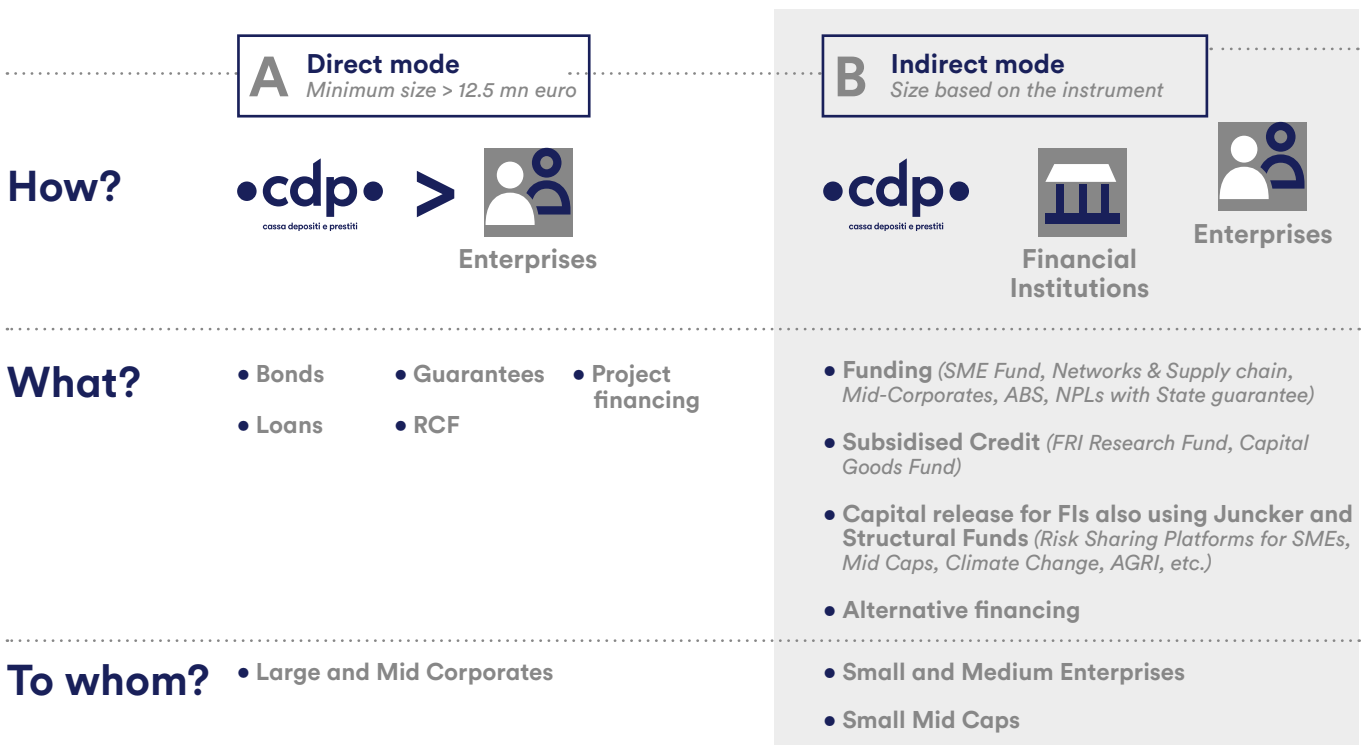 A
Direct mode
Minimum size > 12.5 mn euro
B
Indirect mode
Size based on the instrument
How?
•cdp•
cassa depositi e prestiti
>
Enterprises
•cdp•
cassa depositi e prestiti
Financial
Institutions
Enterprises
What?
• Bonds
• Guarantees
• Project
financing
• Loans
• RCF
• Funding (SME Fund, Networks & Supply chain,
Mid-Corporates, ABS, NPLs with State guarantee)
• Subsidised Credit (FRI Research Fund, Capital
Goods Fund)
• Capital release for FIs also using Juncker and
Structural Funds (Risk Sharing Platforms for SMEs,
Mid Caps, Climate Change, AGRI, etc.)
• Alternative financing
To whom?
• Large and Mid Corporates
• Small and Medium Enterprises
• Small Mid Caps